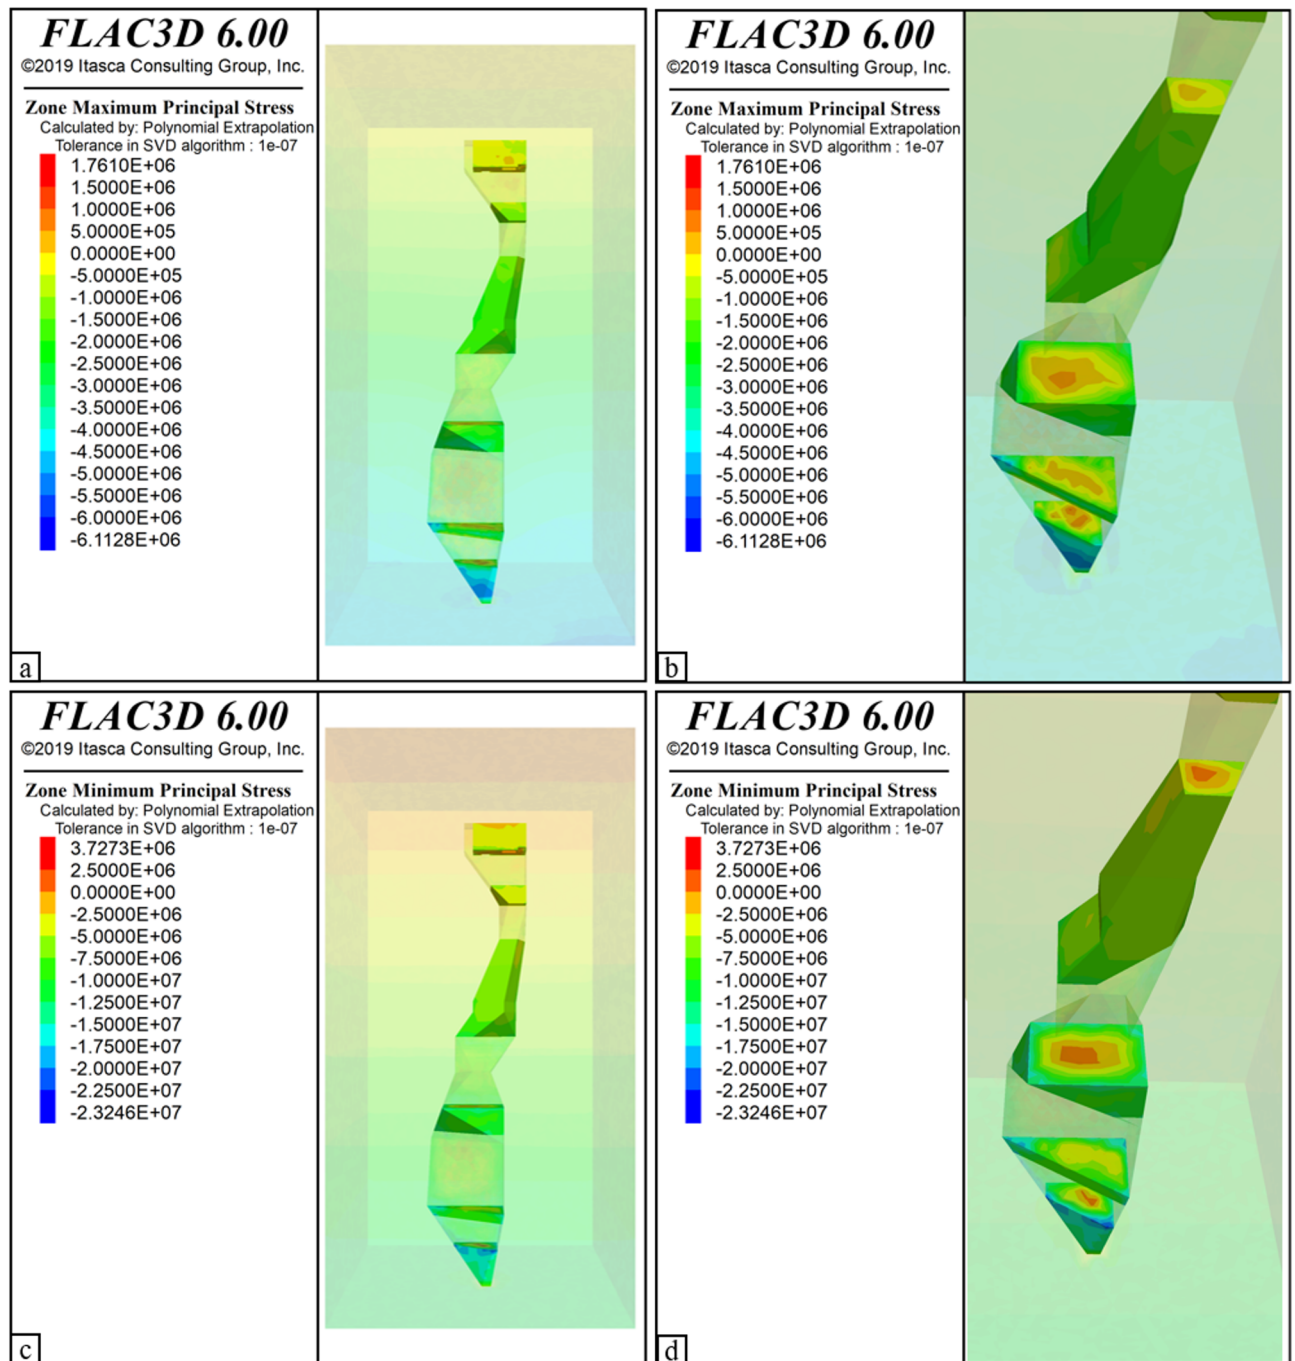 FLAC3D 6.00
©2019 Itasca Consulting Group, Inc.
Zone Maximum Principal Stress
Calculated by: Polynomial Extrapolation
Tolerance in SVD algorithm : 1e-07
1.7610E+06
1.5000E+06
1.0000E+06
5.0000E+05
0.0000E+00
-5.0000E+05
-1.0000E+06
-1.5000E+06
-2.0000E+06
-2.5000E+06
-3.0000E+06
-3.5000E+06
-4.0000E+06
-4.5000E+06
-5.0000E+06
-5.5000E+06
-6.0000E+06
-6.1128E+06
a
FLAC3D 6.00
©2019 Itasca Consulting Group, Inc.
Zone Maximum Principal Stress
Calculated by: Polynomial Extrapolation
Tolerance in SVD algorithm : 1e-07
1.7610E+06
1.5000E+06
1.0000E+06
5.0000E+05
0.0000E+00
-5.0000E+05
-1.0000E+06
-1.5000E+06
-2.0000E+06
-2.5000E+06
-3.0000E+06
-3.5000E+06
-4.0000E+06
-4.5000E+06
-5.0000E+06
-5.5000E+06
-6.0000E+06
-6.1128E+06
b
FLAC3D 6.00
©2019 Itasca Consulting Group, Inc.
Zone Minimum Principal Stress
Calculated by: Polynomial Extrapolation
Tolerance in SVD algorithm : 1e-07
3.7273E+06
2.5000E+06
0.0000E+00
-2.5000E+06
-5.0000E+06
-7.5000E+06
-1.0000E+07
-1.2500E+07
-1.5000E+07
-1.7500E+07
-2.0000E+07
-2.2500E+07
-2.3246E+07
c
FLAC3D 6.00
©2019 Itasca Consulting Group, Inc.
Zone Minimum Principal Stress
Calculated by: Polynomial Extrapolation
Tolerance in SVD algorithm : 1e-07
3.7273E+06
2.5000E+06
0.0000E+00
-2.5000E+06
-5.0000E+06
-7.5000E+06
-1.0000E+07
-1.2500E+07
-1.5000E+07
-1.7500E+07
-2.0000E+07
-2.2500E+07
-2.3246E+07
d